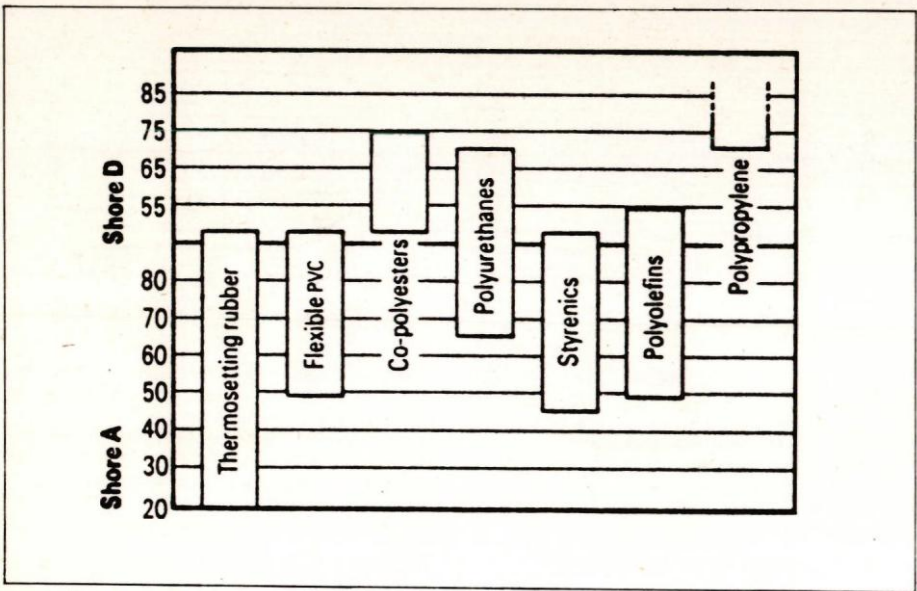 Shore D
85
75
65
55
Shore A
80
70
60
50
40
30
20
Thermosetting rubber
Flexible PVC
Co-polyesters
Polyurethanes
Styrenics
Polyolefins
Polypropylene